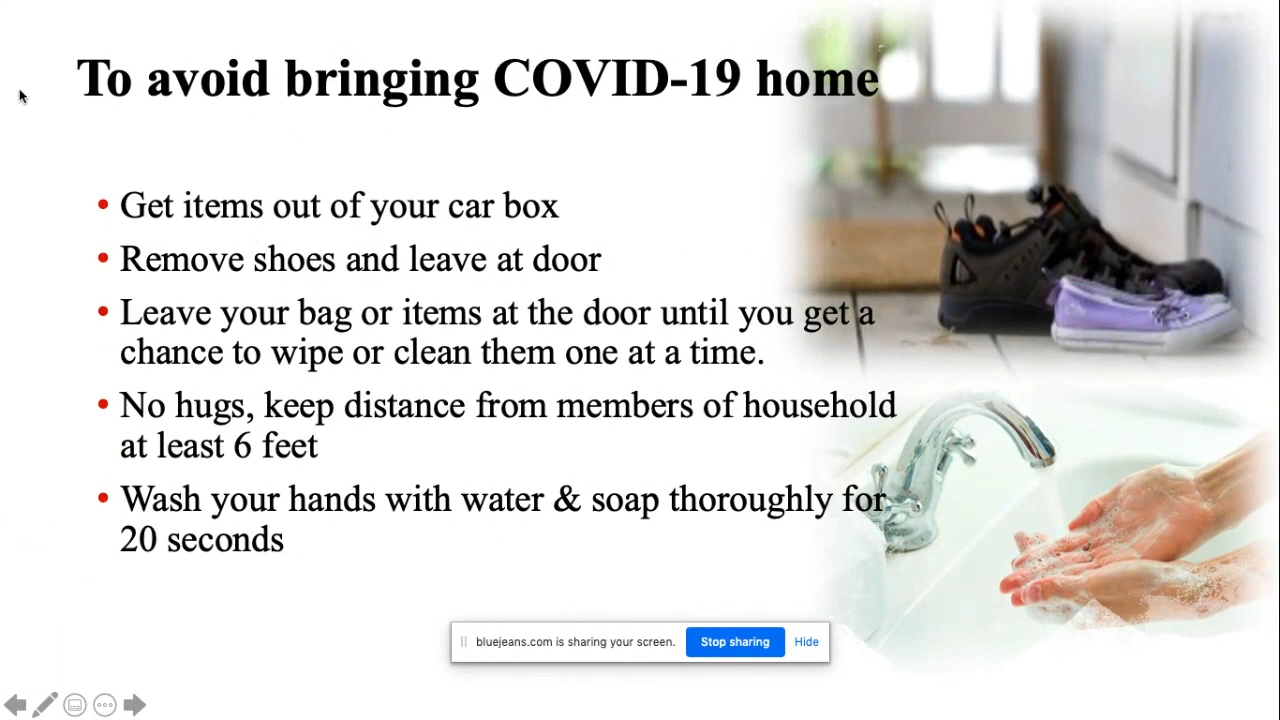 To avoid bringing COVID-19 home
• Get items out of your car box
• Remove shoes and leave at door
• Leave your bag or items at the door until you get a
chance to wipe or clean them one at a time.
• No hugs, keep distance from members of household
at least 6 feet
• Wash your hands with water & soap thoroughly for
20 seconds
bluejeans.com is sharing your screen. Stop sharing Hide